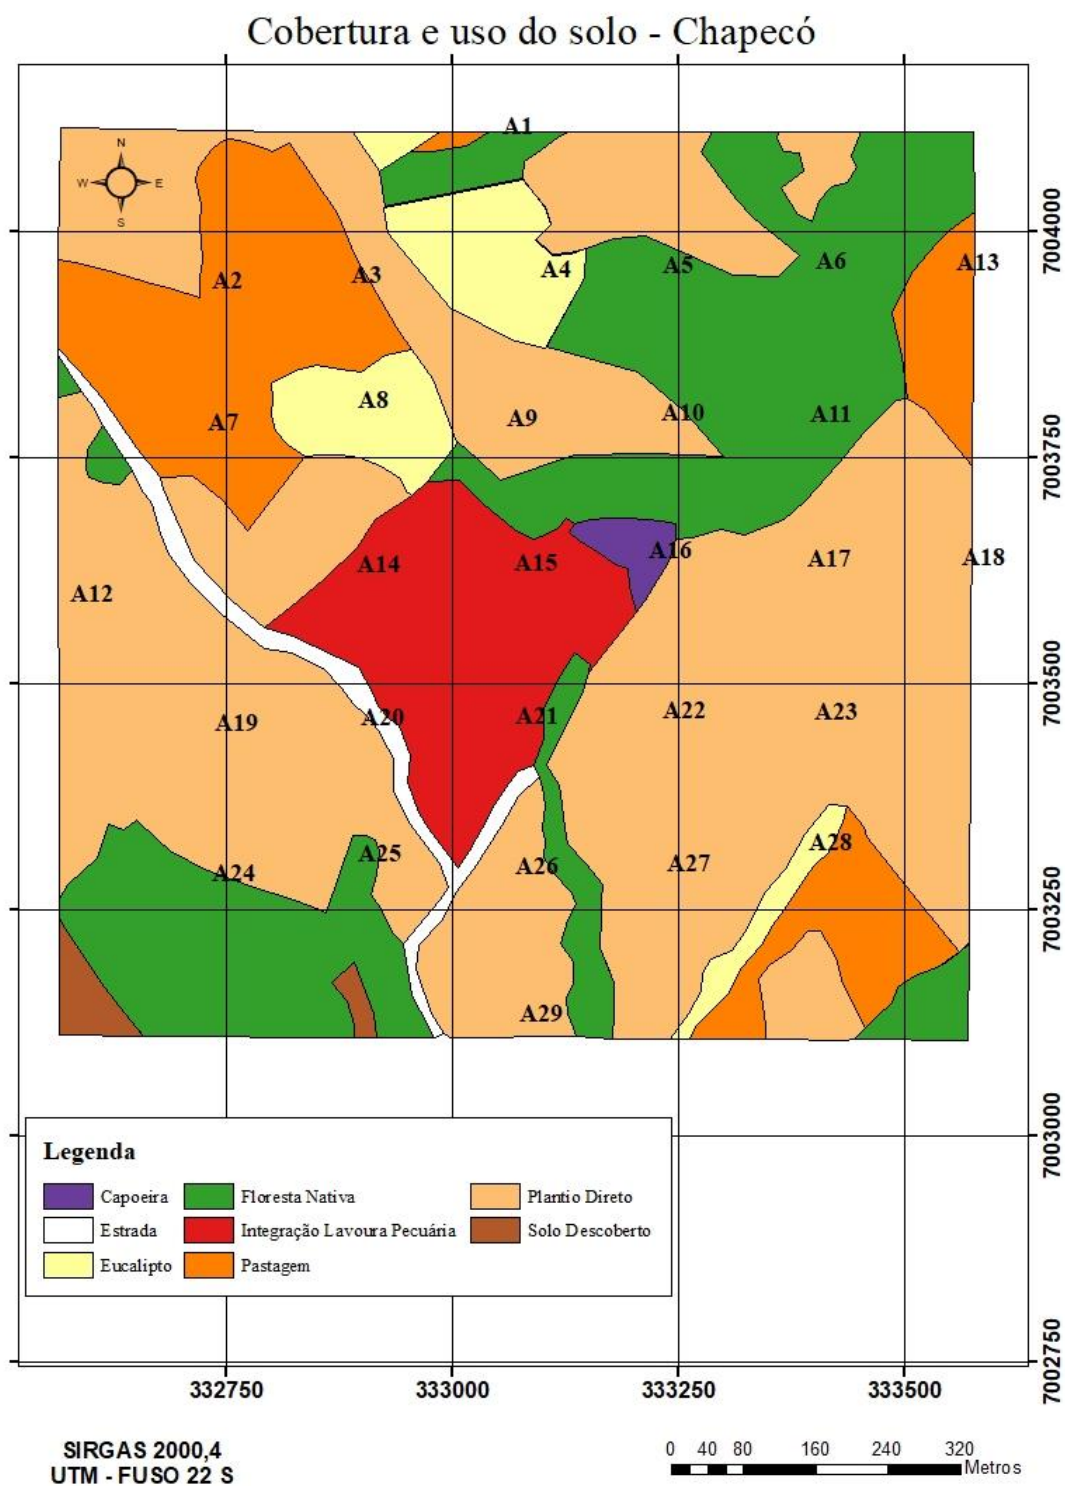 Cobertura e uso do solo - Chapecó
A1
N
W E
S
7004000
A2 A3 A4 A5 A6 A13
A7 A8 A9 A10 A11
7003750
A12 A14 A15 A16 A17 A18
7003500
A19 A20 A21 A22 A23
A24 A25 A26 A27 A28
7003250
A29
7003000
Legenda
Capoeira Floresta Nativa Plantio Direto
Estrada Integração Lavoura Pecuária Solo Descoberto
Eucalipto Pastagem
7002750
332750 333000 333250 333500
SIRGAS 2000,4
UTM - FUSO 22 S
0 40 80 160 240 320
Metros